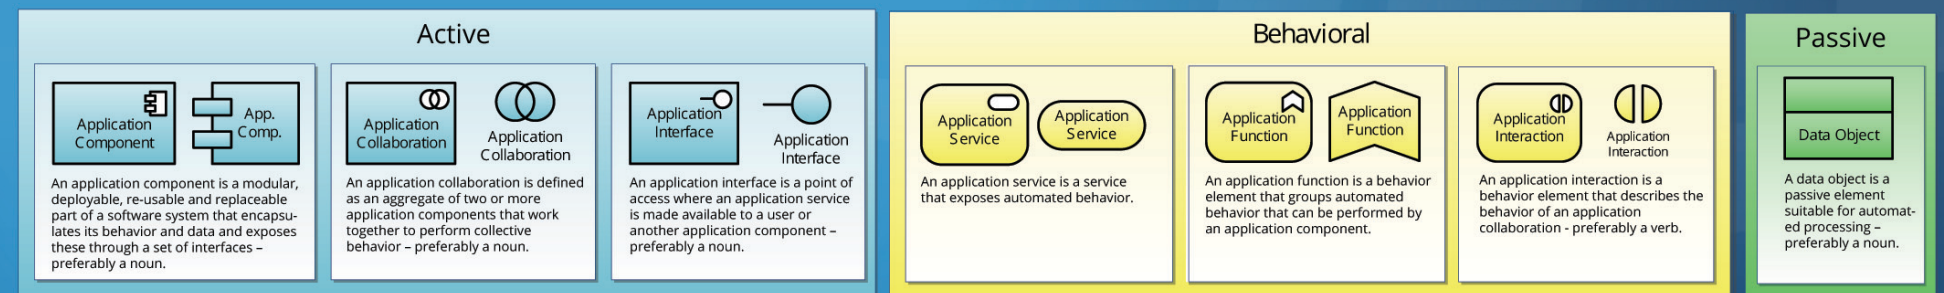 Active
Application
Component
App.
Comp.
An application component is a modular,
deployable, re-usable and replaceable
part of a software system that encapsu-
lates its behavior and data and exposes
these through a set of interfaces –
preferably a noun.
Application
Collaboration
Application
Collaboration
An application collaboration is defined
as an aggregate of two or more
application components that work
together to perform collective
behavior – preferably a noun.
Application
Interface
Application
Interface
An application interface is a point of
access where an application service
is made available to a user or
another application component –
preferably a noun.
Behavioral
Application
Service
Application
Service
An application service is a service
that exposes automated behavior.
Application
Function
Application
Function
An application function is a behavior
element that groups automated
behavior that can be performed by
an application component.
Application
Interaction
Application
Interaction
An application interaction is a
behavior element that describes the
behavior of an application
collaboration - preferably a verb.
Passive
Data Object
A data object is a
passive element
suitable for automat-
ed processing –
preferably a noun.